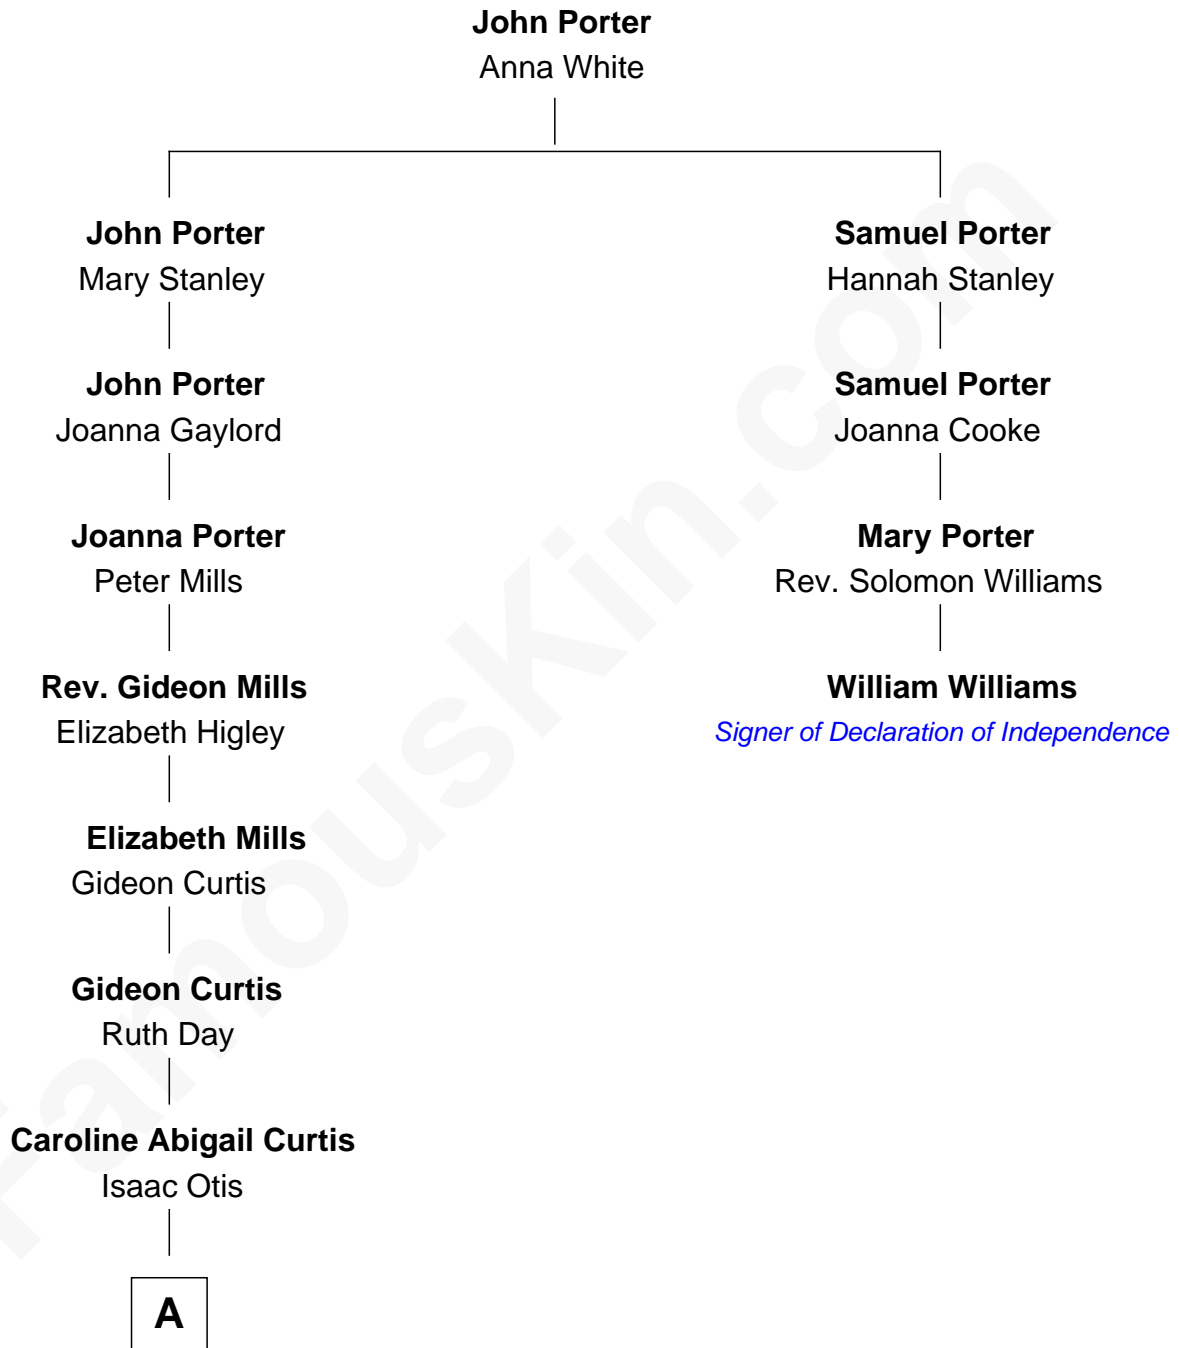 John Porter
Anna White
John Porter
Mary Stanley
Samuel Porter
Hannah Stanley
John Porter
Joanna Gaylord
Samuel Porter
Joanna Cooke
Joanna Porter
Peter Mills
Mary Porter
Rev. Solomon Williams
Rev. Gideon Mills
Elizabeth Higley
William Williams
Signer of Declaration of Independence
Elizabeth Mills
Gideon Curtis
Gideon Curtis
Ruth Day
Caroline Abigail Curtis
Isaac Otis
A
FamousKin.com